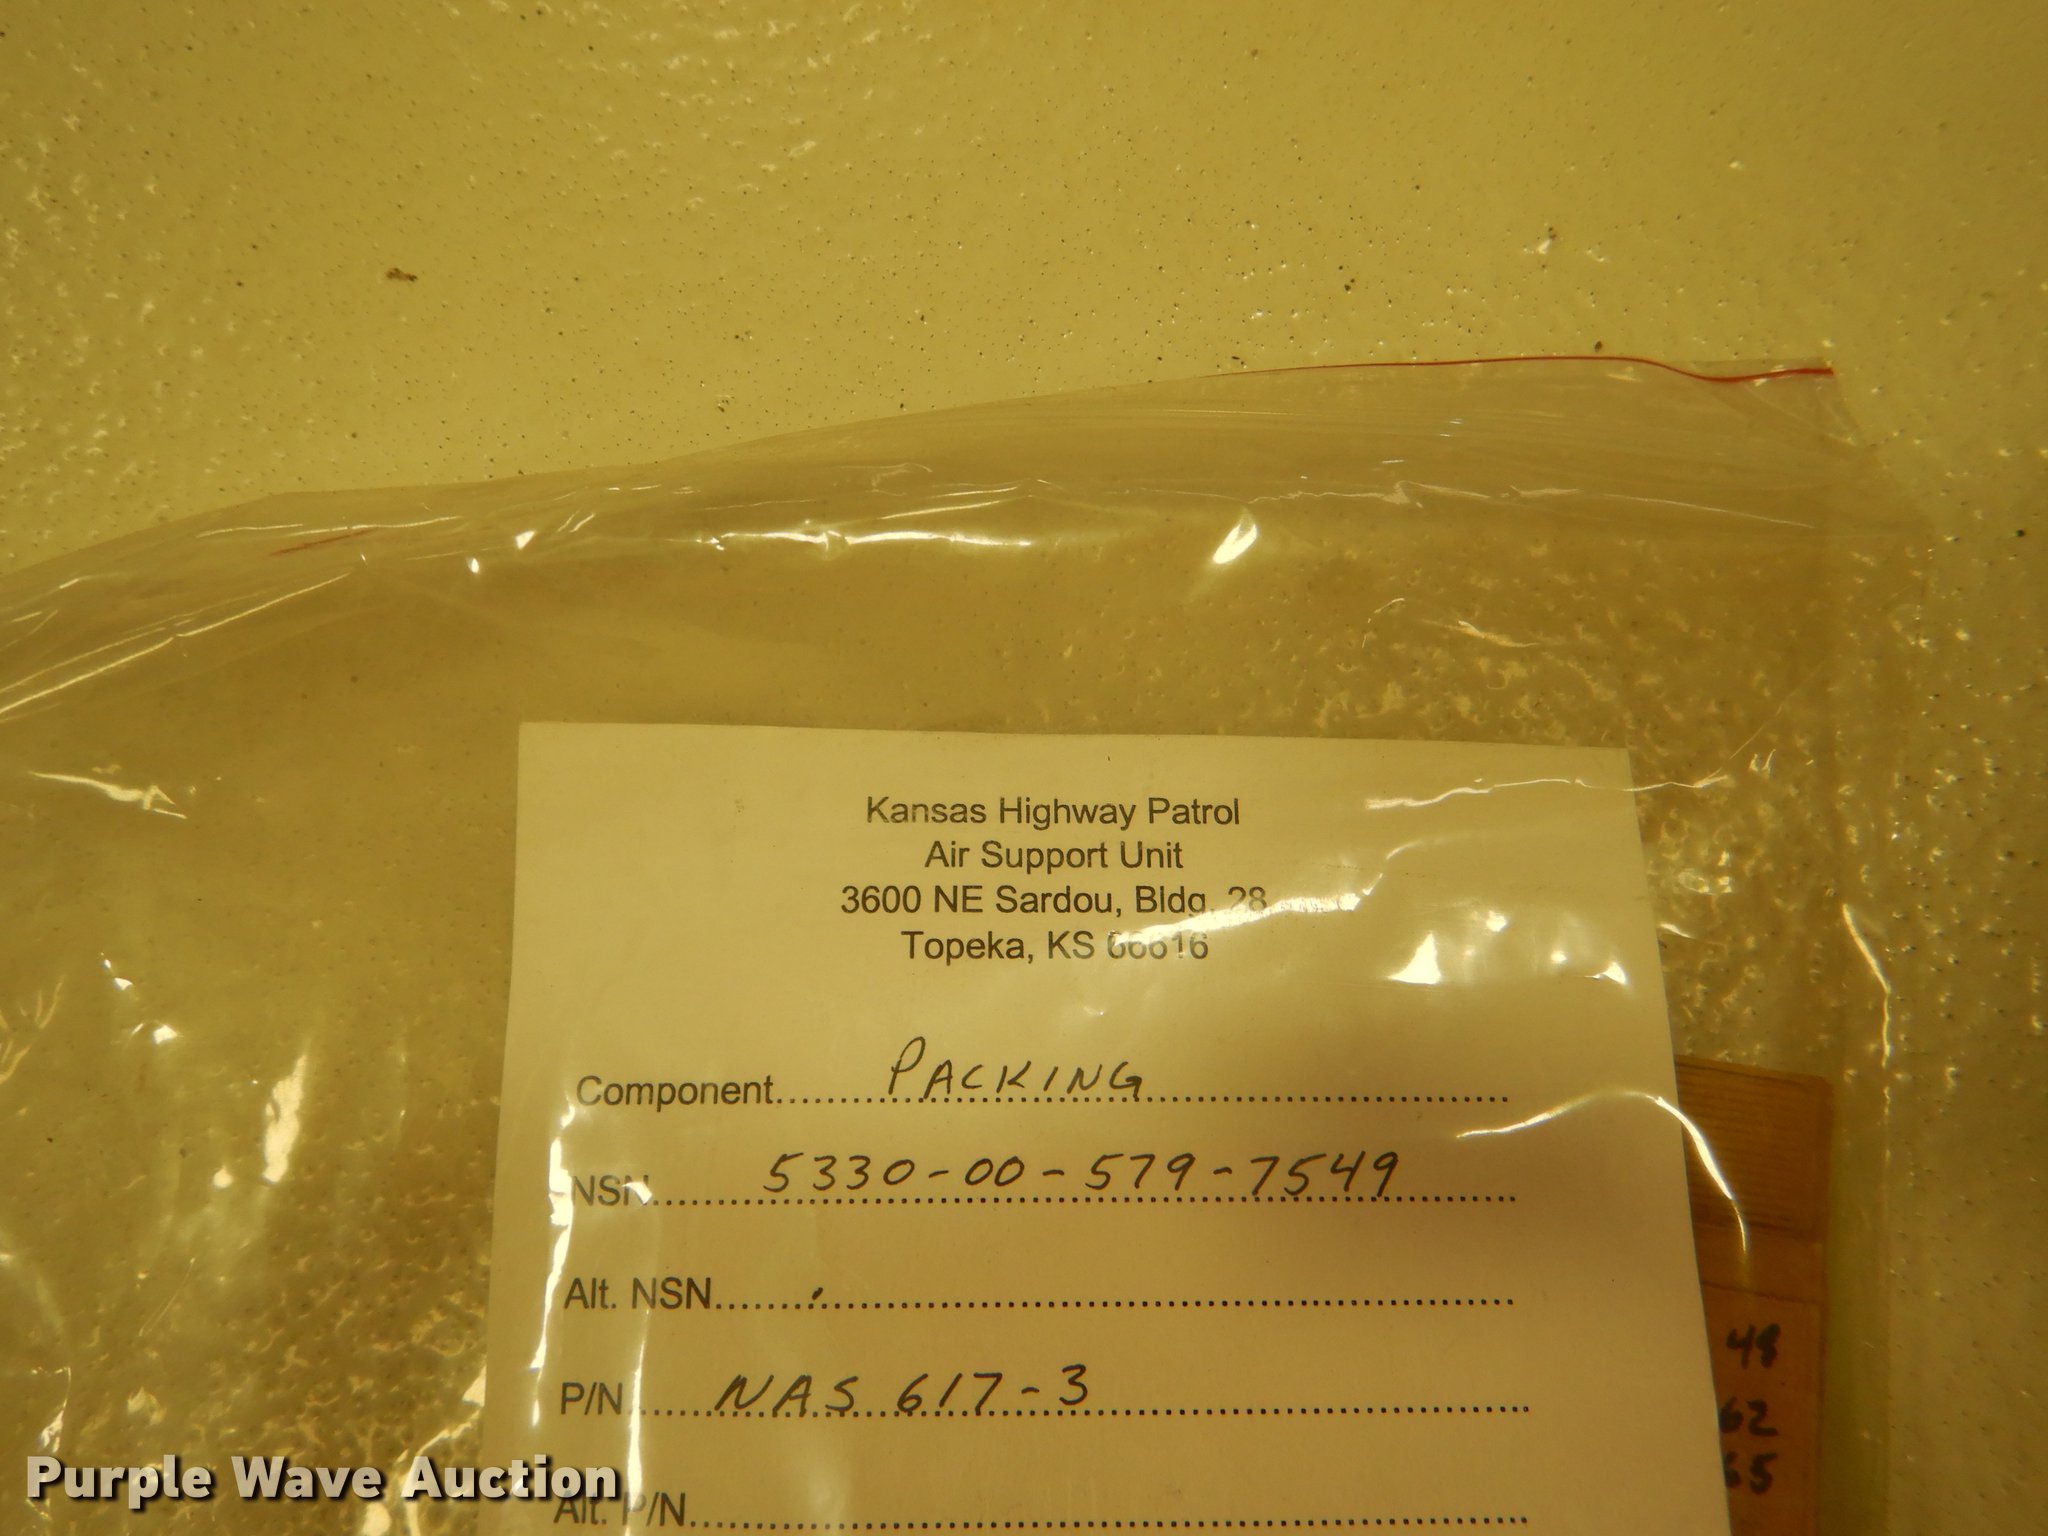 Kansas Highway Patrol
Air Support Unit
3600 NE Sardou, Bldg. 28
Topeka, KS 66616
Component.....PACKING.....
NSN.....5330-00-579-7549.....
Alt. NSN.....
P/N.....NAS 617-3.....
48
62
65
Purple Wave Auction
Alt. P/N.....